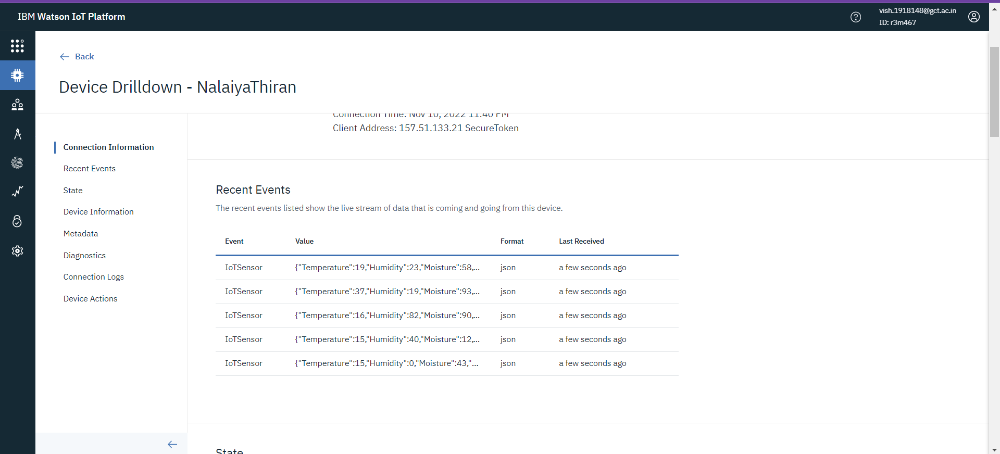 IBM Watson IoT Platform
vish.1918148@gct.ac.in
ID: r3m467
Back
Device Drilldown - NalaiyaThiran
Connection Time: Nov 10, 2022 11:40 PM
Client Address: 157.51.133.21 SecureToken
Connection Information
Recent Events
State
Device Information
Metadata
Diagnostics
Connection Logs
Device Actions
Recent Events
The recent events listed show the live stream of data that is coming and going from this device.
Event Value Format Last Received
IoTSensor {"Temperature":19,"Humidity":23,"Moisture":58,... json a few seconds ago
IoTSensor {"Temperature":37,"Humidity":19,"Moisture":93,... json a few seconds ago
IoTSensor {"Temperature":16,"Humidity":82,"Moisture":90,... json a few seconds ago
IoTSensor {"Temperature":15,"Humidity":40,"Moisture":12,... json a few seconds ago
IoTSensor {"Temperature":15,"Humidity":0,"Moisture":43,"... json a few seconds ago
State